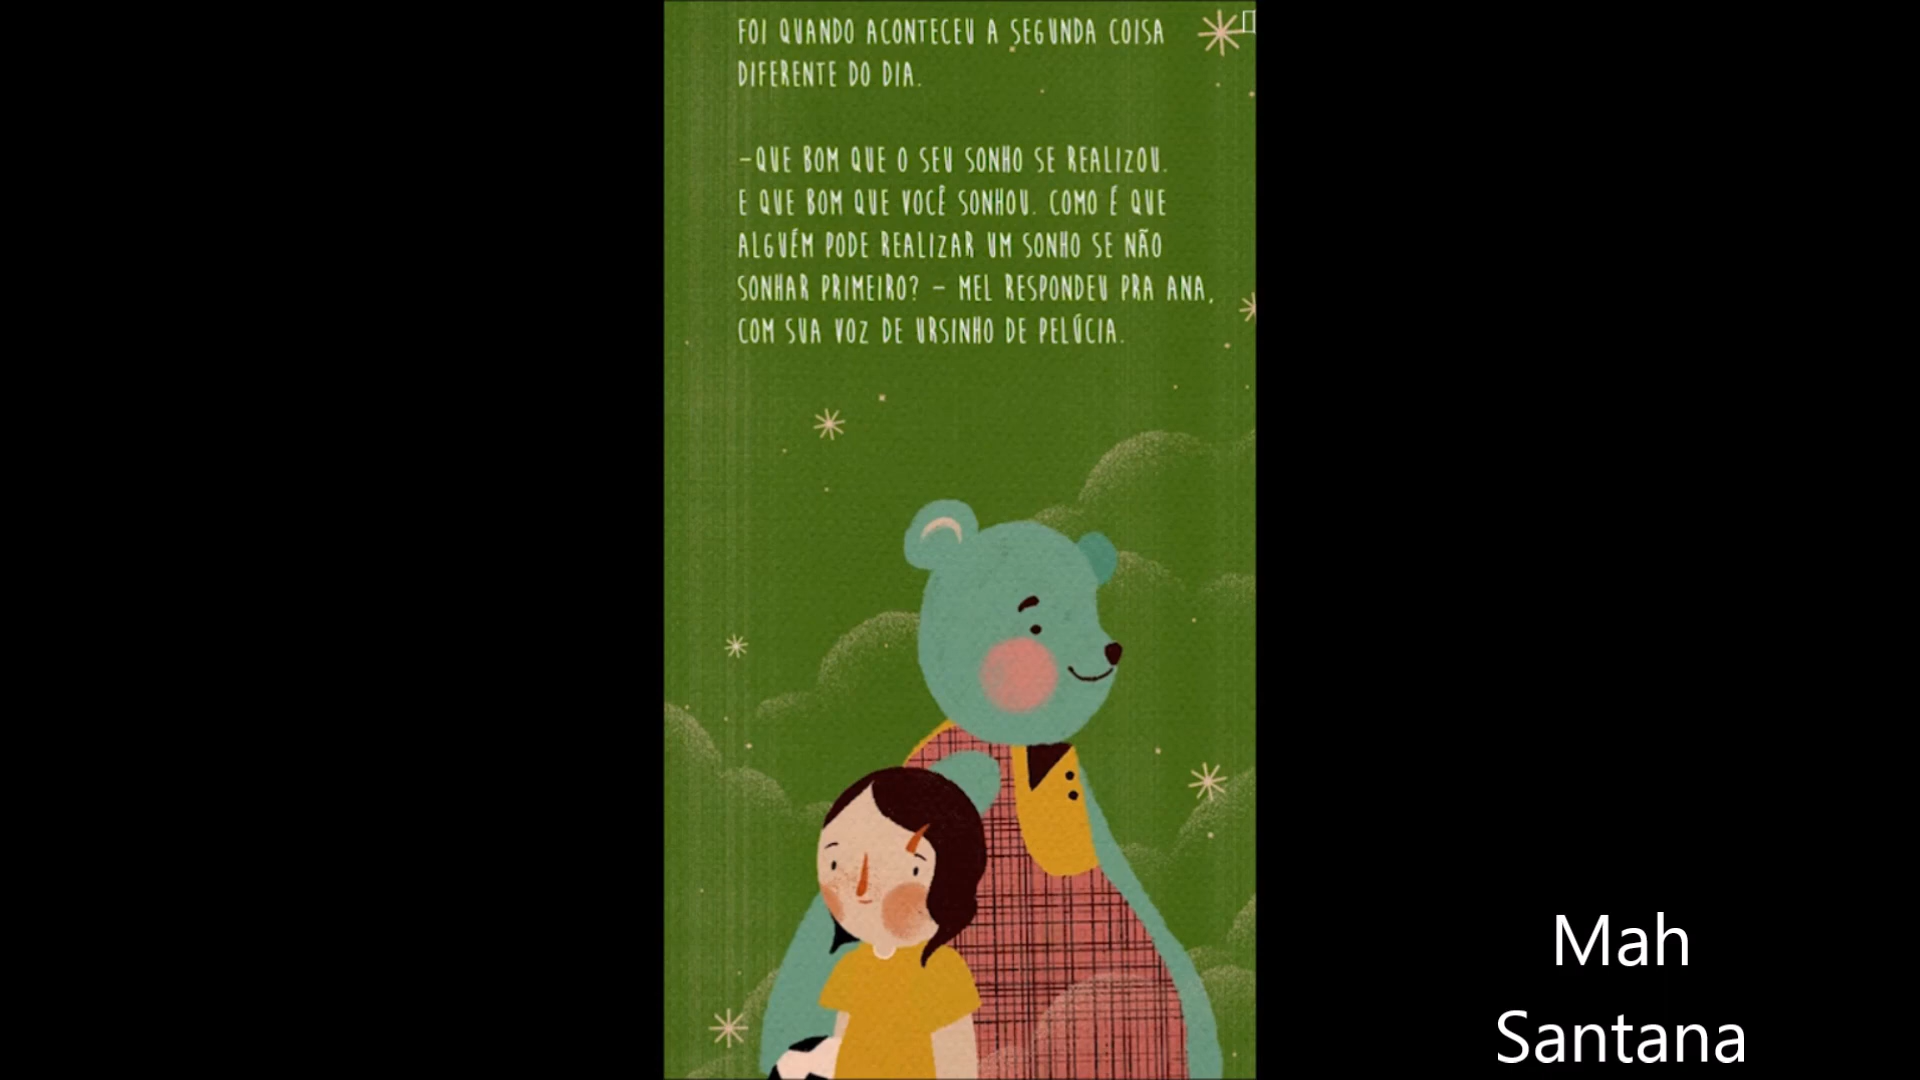 FOI QUANDO ACONTECEU A SEGUNDA COISA
DIFERENTE DO DIA.
-QUE BOM QUE O SEU SONHO SE REALIZOU.
E QUE BOM QUE VOCÊ SONHOU. COMO É QUE
ALGUÉM PODE REALIZAR UM SONHO SE NÃO
SONHAR PRIMEIRO? - MEL RESPONDEU PRA ANA,
COM SUA VOZ DE URSINHO DE PELÚCIA.
Mah
Santana